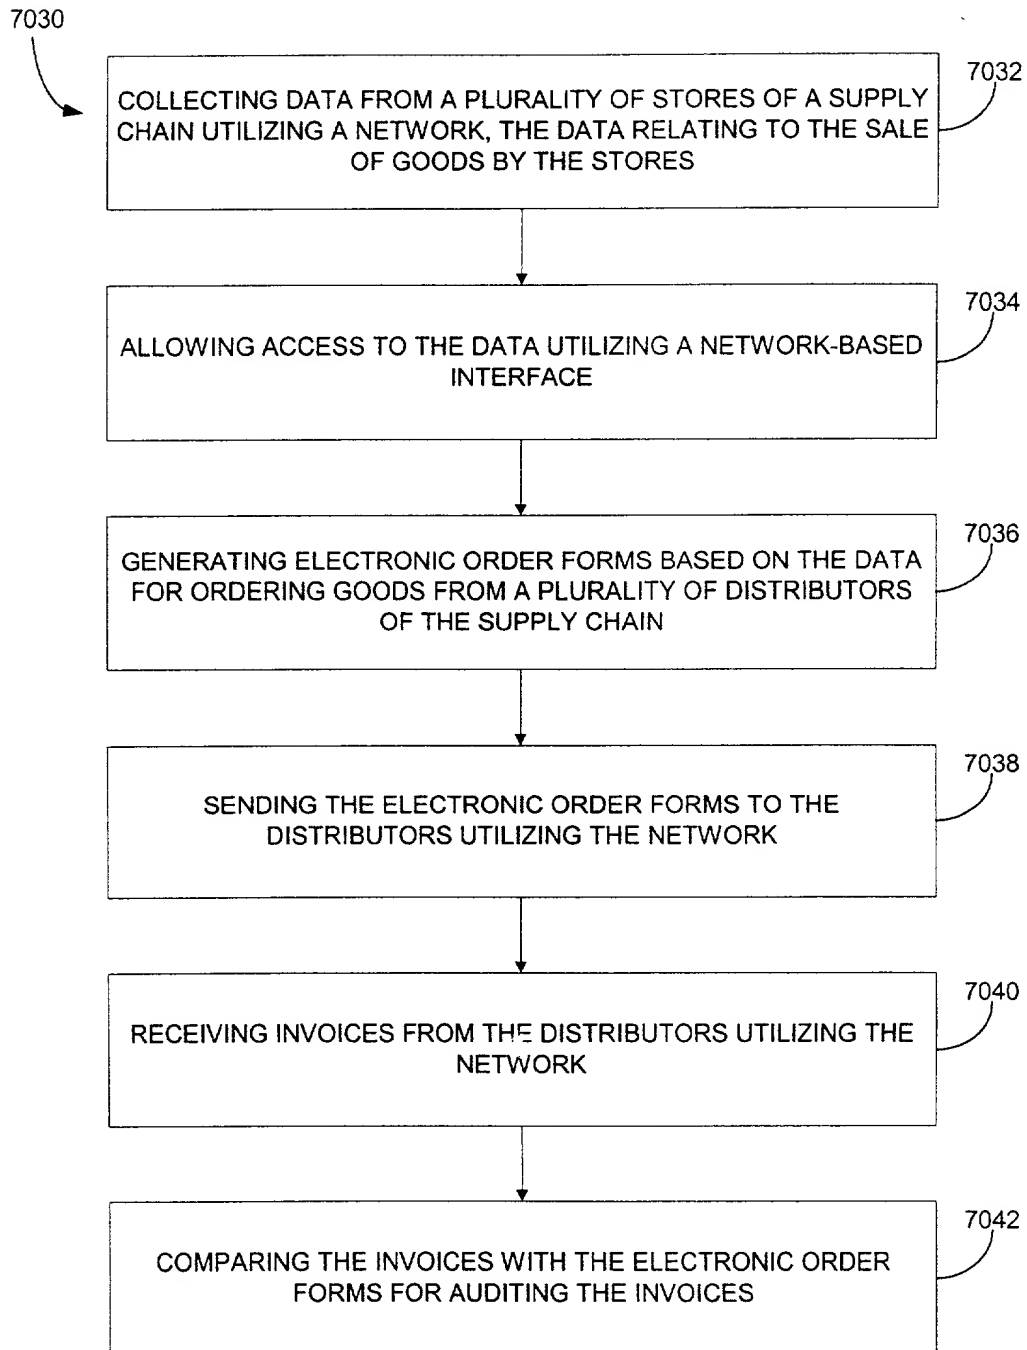 7030
7032
COLLECTING DATA FROM A PLURALITY OF STORES OF A SUPPLY
CHAIN UTILIZING A NETWORK, THE DATA RELATING TO THE SALE
OF GOODS BY THE STORES
7034
ALLOWING ACCESS TO THE DATA UTILIZING A NETWORK-BASED
INTERFACE
7036
GENERATING ELECTRONIC ORDER FORMS BASED ON THE DATA
FOR ORDERING GOODS FROM A PLURALITY OF DISTRIBUTORS
OF THE SUPPLY CHAIN
7038
SENDING THE ELECTRONIC ORDER FORMS TO THE
DISTRIBUTORS UTILIZING THE NETWORK
7040
RECEIVING INVOICES FROM THE DISTRIBUTORS UTILIZING THE
NETWORK
7042
COMPARING THE INVOICES WITH THE ELECTRONIC ORDER
FORMS FOR AUDITING THE INVOICES